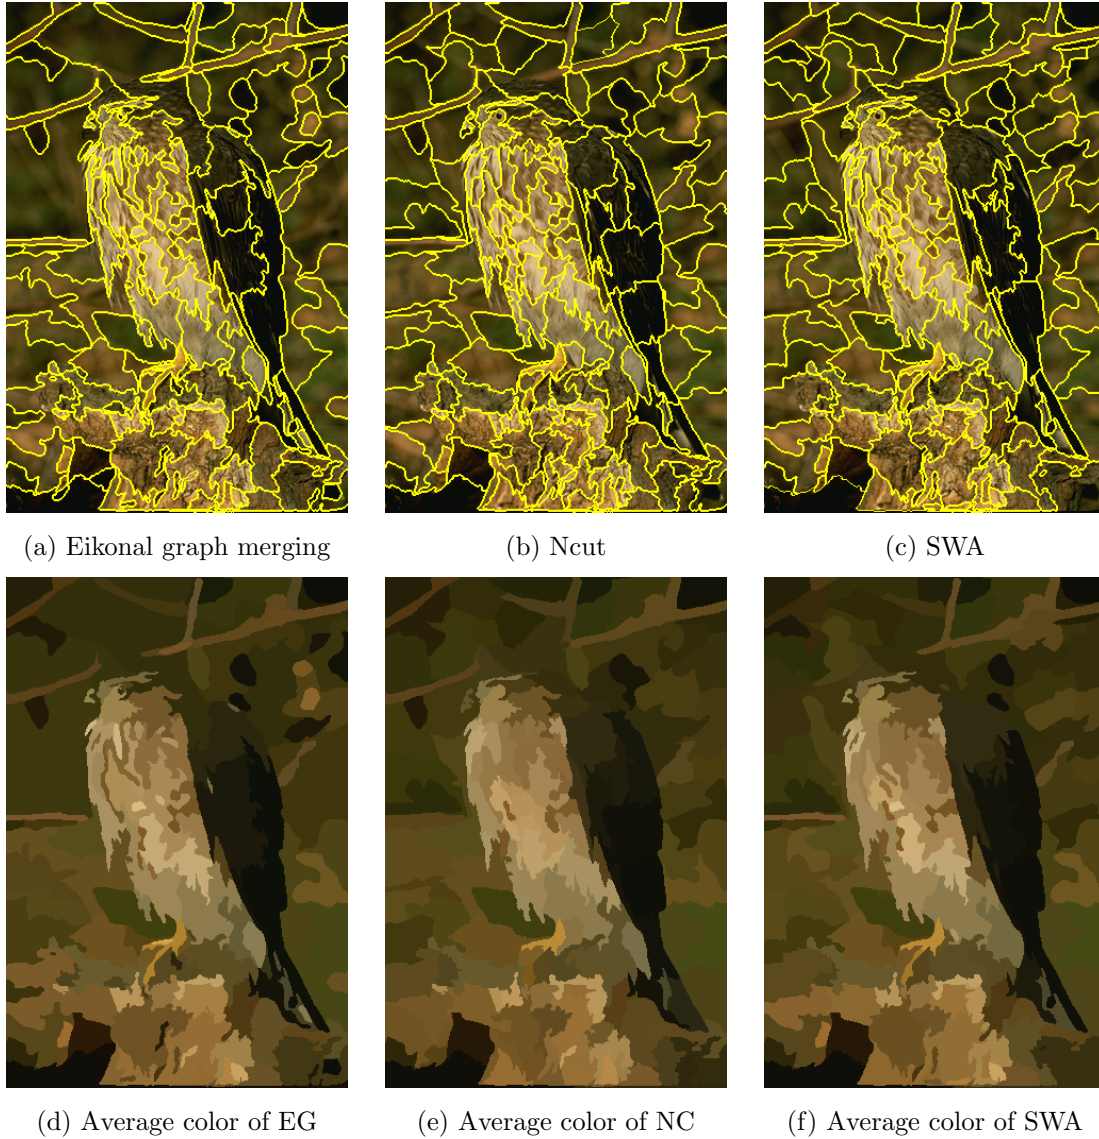 (a) Eikonal graph merging
(b) Ncut
(c) SWA
(d) Average color of EG
(e) Average color of NC
(f) Average color of SWA